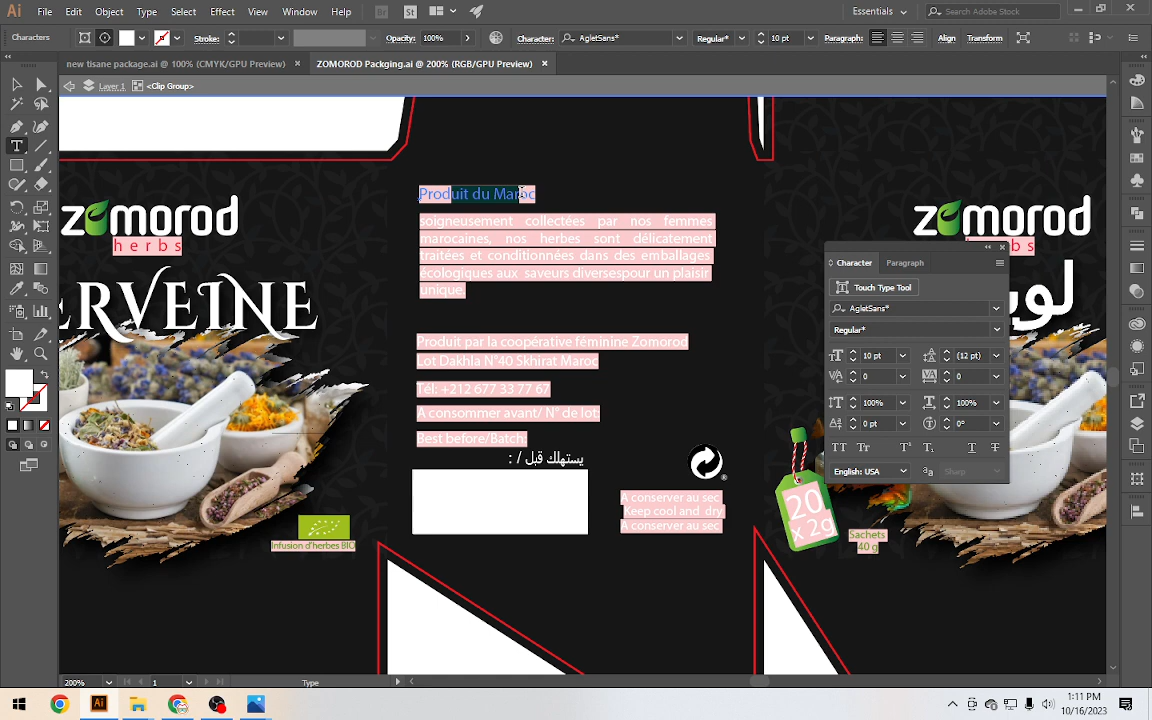 Ai File Edit Object Type Select Effect View Window Help Br St Essentials Search Adobe Stock
Characters Stroke: Opacity: 100% Character: AgletSans* Regular* 10 pt Paragraph: Align Transform
new tisane package.ai @ 100% (CMYK/GPU Preview) × ZOMOROD Packging.ai @ 200% (RGB/GPU Preview) ×
Layer 1 <Clip Group>
zomorod
herbs
ERVEINE
Infusion d'herbes BIO
Produit du Maroc
soigneusement collectées par nos femmes
marocaines, nos herbes sont délicatement
traitées et conditionnées dans des emballages
écologiques aux saveurs diversespour un plaisir
unique.
Produit par la coopérative féminine Zomorod
Lot Dakhla N°40 Skhirat Maroc
Tél: +212 677 33 77 67
A consommer avant/ N° de lot:
Best before/Batch:
يستهلك قبل / :
A conserver au sec
Keep cool and dry
A conserver au sec
zomorod
bs
20
x 2g
Sachets
40 g
Character Paragraph
Touch Type Tool
AgletSans*
Regular*
10 pt (12 pt)
0 0
100% 100%
0 pt 0°
English: USA Sharp
200% 1 Type
1:11 PM
10/16/2023